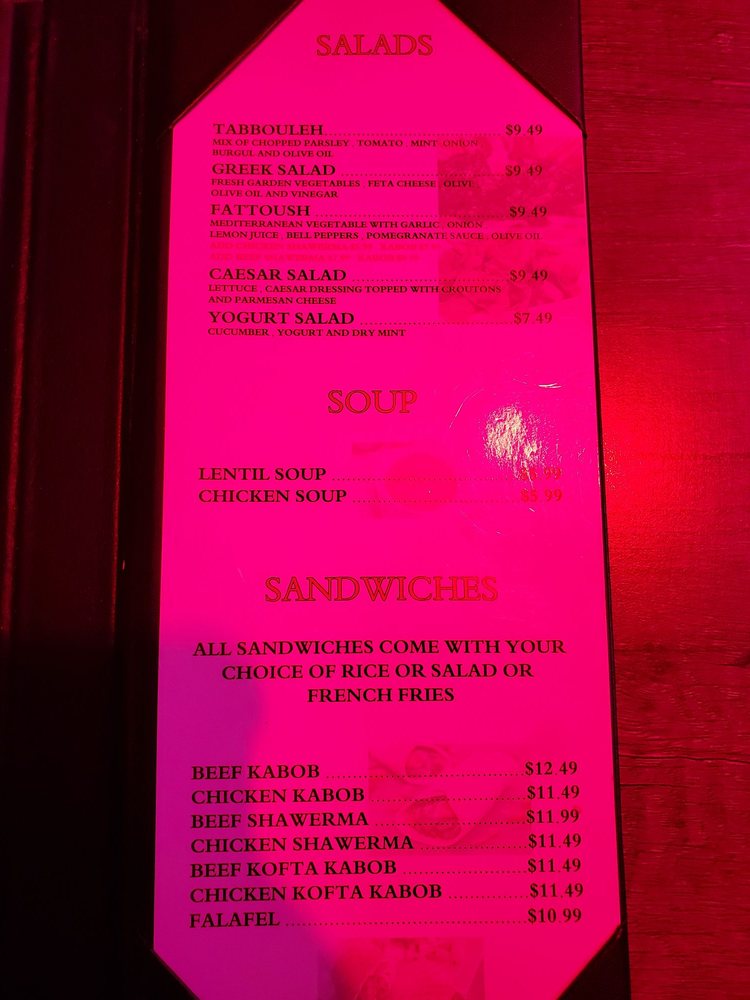 SALADS
TABBOULEH........................................$9.49
MIX OF CHOPPED PARSLEY . TOMATO . MINT . ONION
BURGUL AND OLIVE OIL
GREEK SALAD ....................................$9.49
FRESH GARDEN VEGETABLES . FETA CHEESE . OLIVE .
OLIVE OIL AND VINEGAR
FATTOUSH ........................................$9.49
MEDITERRANEAN VEGETABLE WITH GARLIC . ONION
LEMON JUICE . BELL PEPPERS . POMEGRANATE SAUCE . OLIVE OIL
CAESAR SALAD ..................................$9.49
LETTUCE . CAESAR DRESSING TOPPED WITH CROUTONS
AND PARMESAN CHEESE
YOGURT SALAD ................................$7.49
CUCUMBER . YOGURT AND DRY MINT
SOUP
LENTIL SOUP ....................................
CHICKEN SOUP .................................$5.99
SANDWICHES
ALL SANDWICHES COME WITH YOUR
CHOICE OF RICE OR SALAD OR
FRENCH FRIES
BEEF KABOB .....................................$12.49
CHICKEN KABOB .............................$11.49
BEEF SHAWERMA .............................$11.99
CHICKEN SHAWERMA ....................$11.49
BEEF KOFTA KABOB ........................$11.49
CHICKEN KOFTA KABOB ...............$11.49
FALAFEL .............................................$10.99